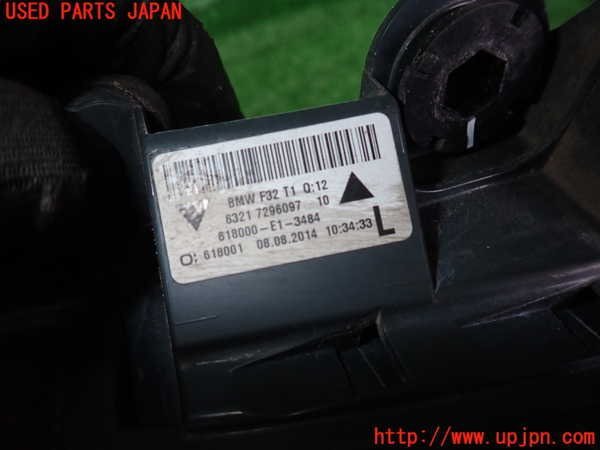 USED PARTS JAPAN
BMW F32 T1 Q:12
6321 7296097 10
618000-E1-3484
O; 618001 08.08.2014 10:34:33
L
http://www.upjpn.com/